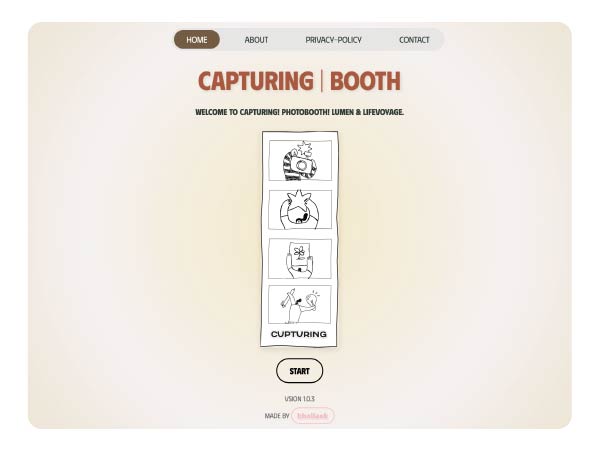 HOME ABOUT PRIVACY-POLICY CONTACT
CAPTURING | BOOTH
WELCOME TO CAPTURING! PHOTOBOOTH! LUMEN & LIFEVOYAGE.
CUPTURING
START
VSION 1.0.3
MADE BY